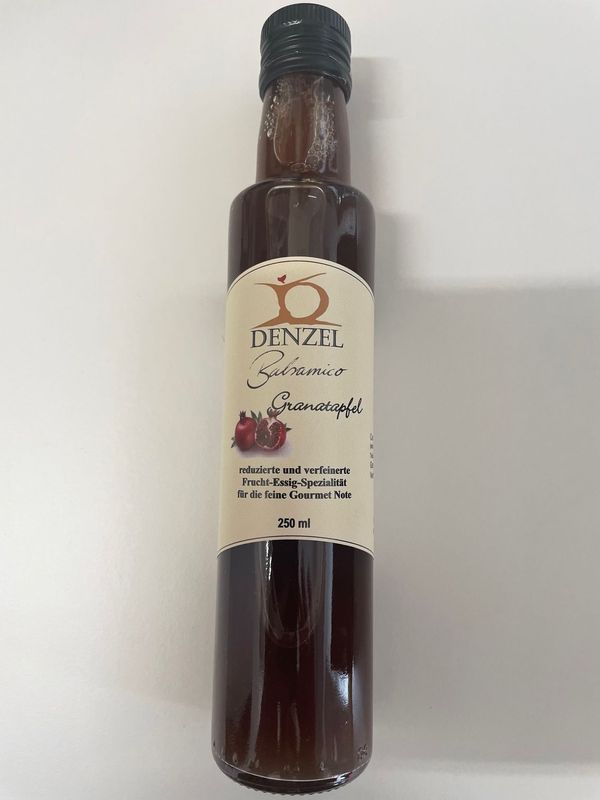 DENZEL
Balsamico
Granatapfel
reduzierte und verfeinerte
Frucht-Essig-Spezialität
für die feine Gourmet Note
250 ml